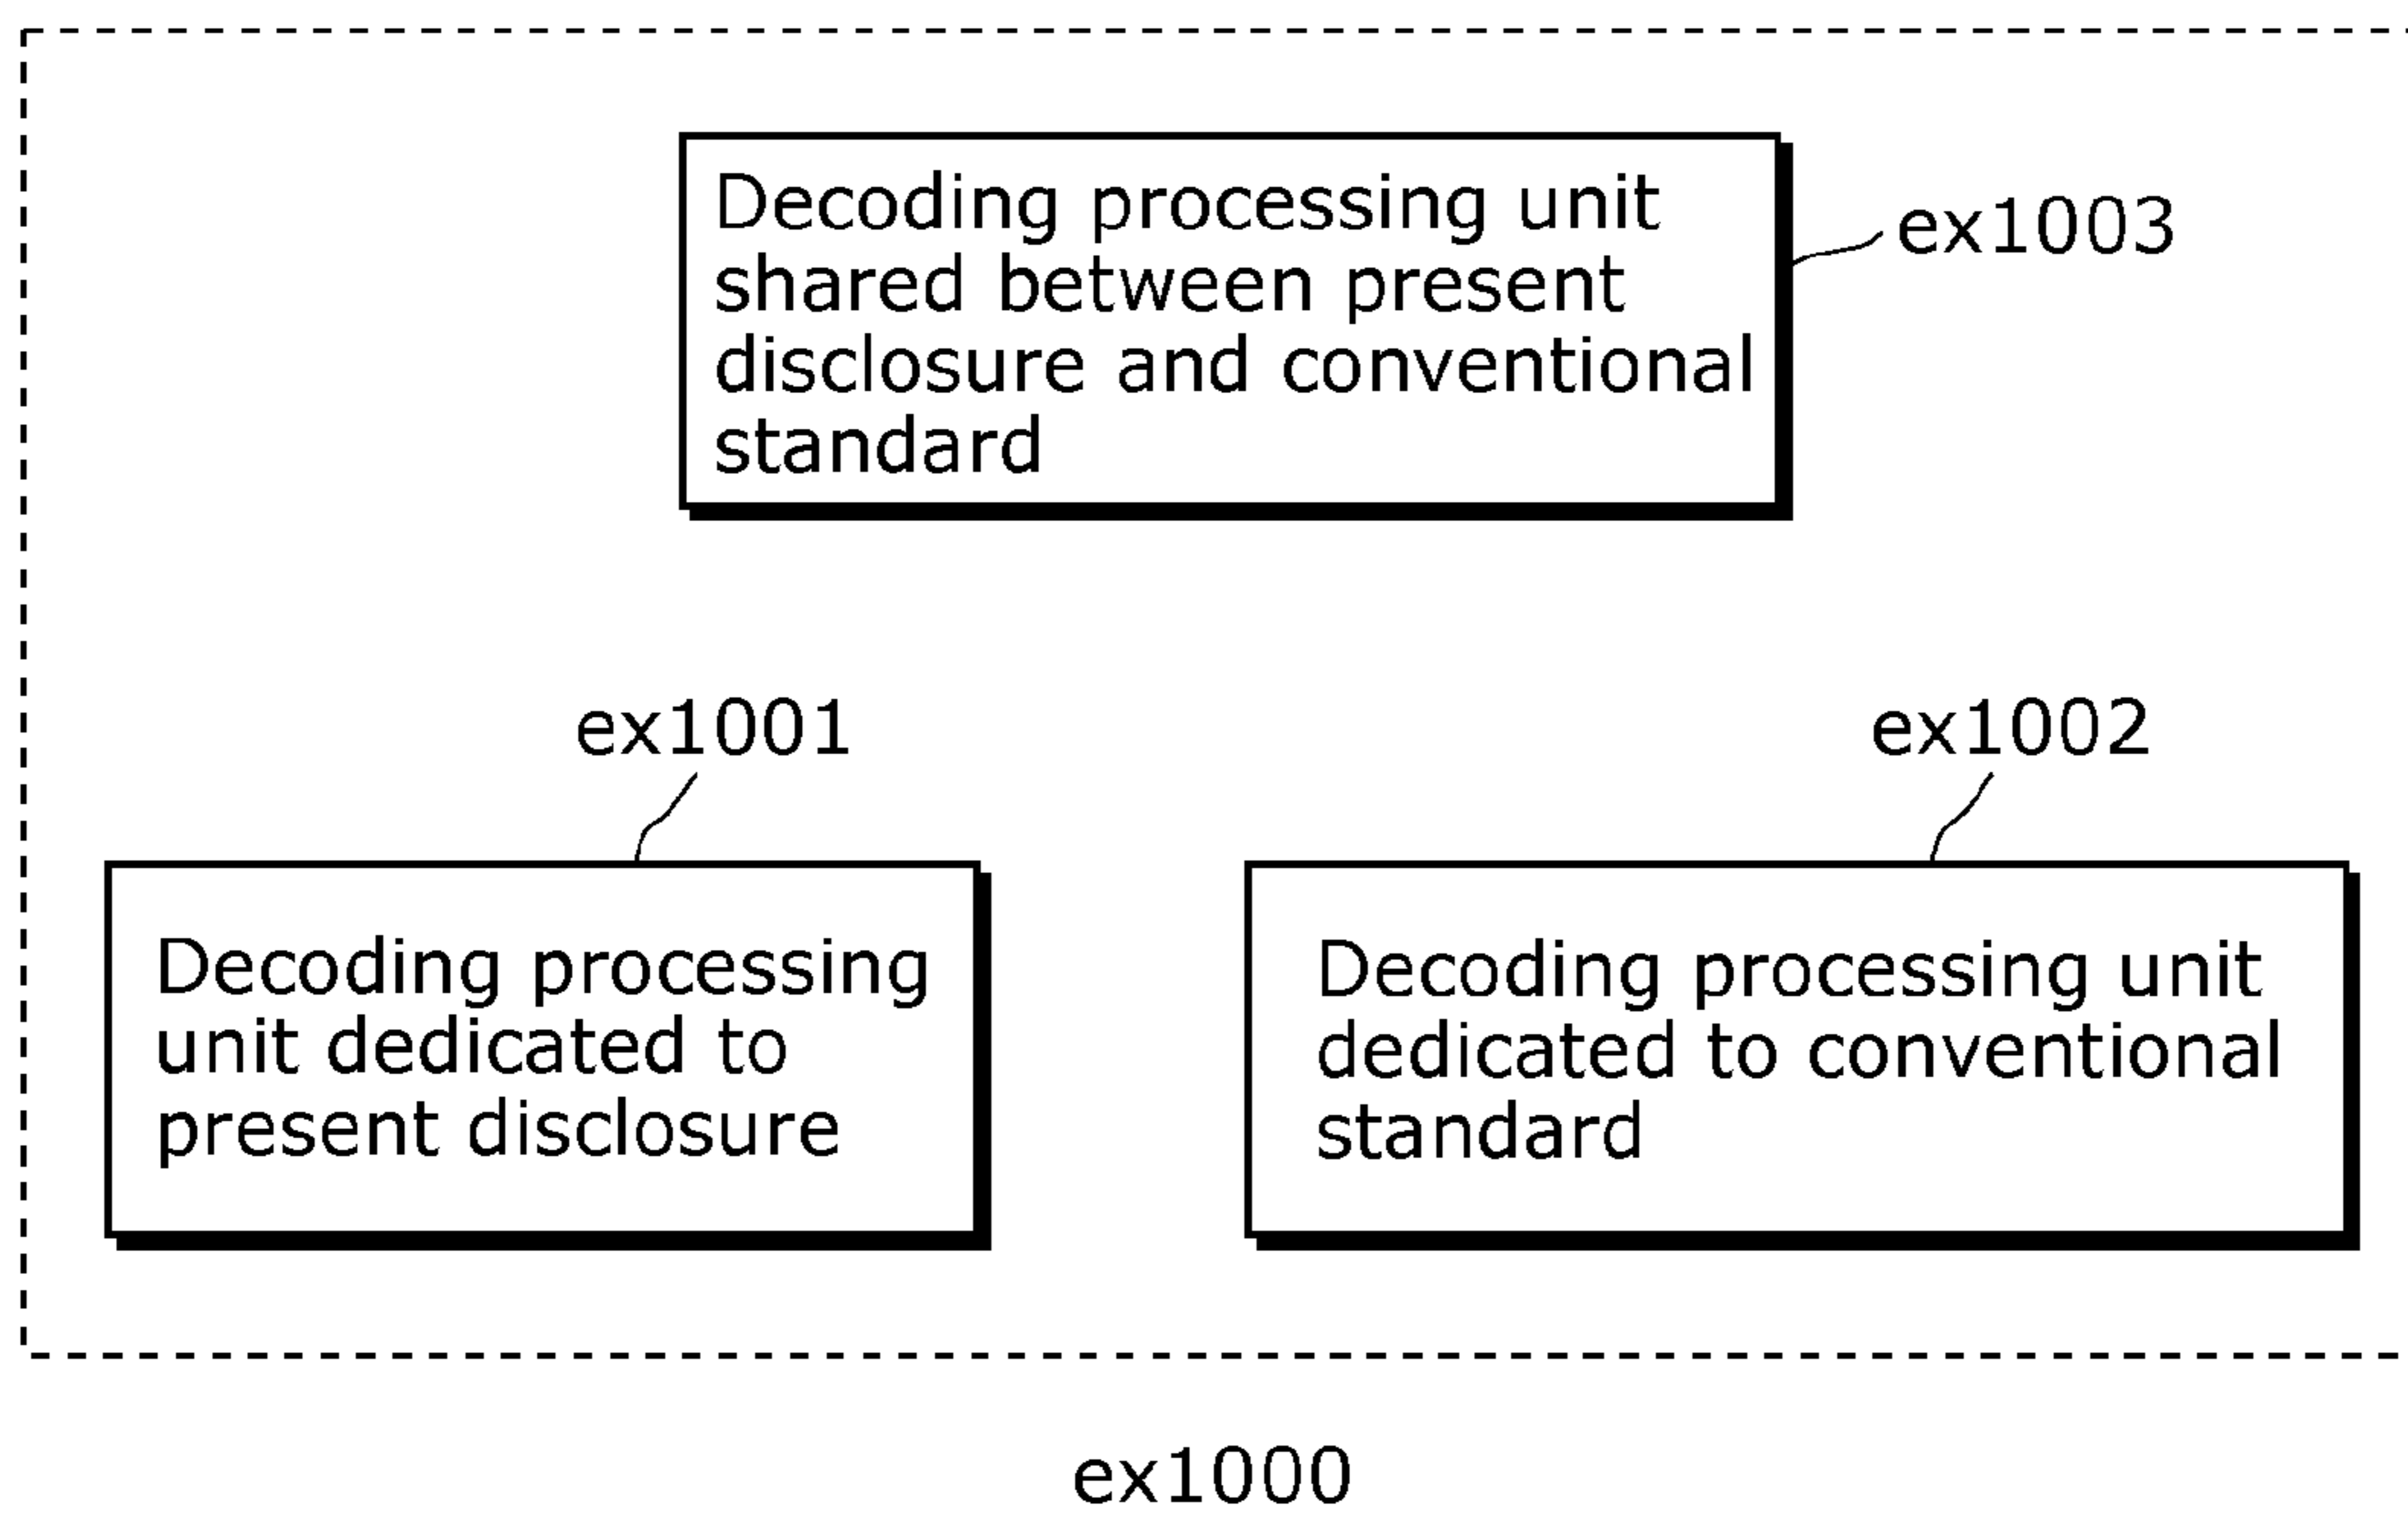 Decoding processing unit
shared between present
disclosure and conventional
standard
ex1003
ex1001
ex1002
Decoding processing
unit dedicated to
present disclosure
Decoding processing unit
dedicated to conventional
standard
ex1000